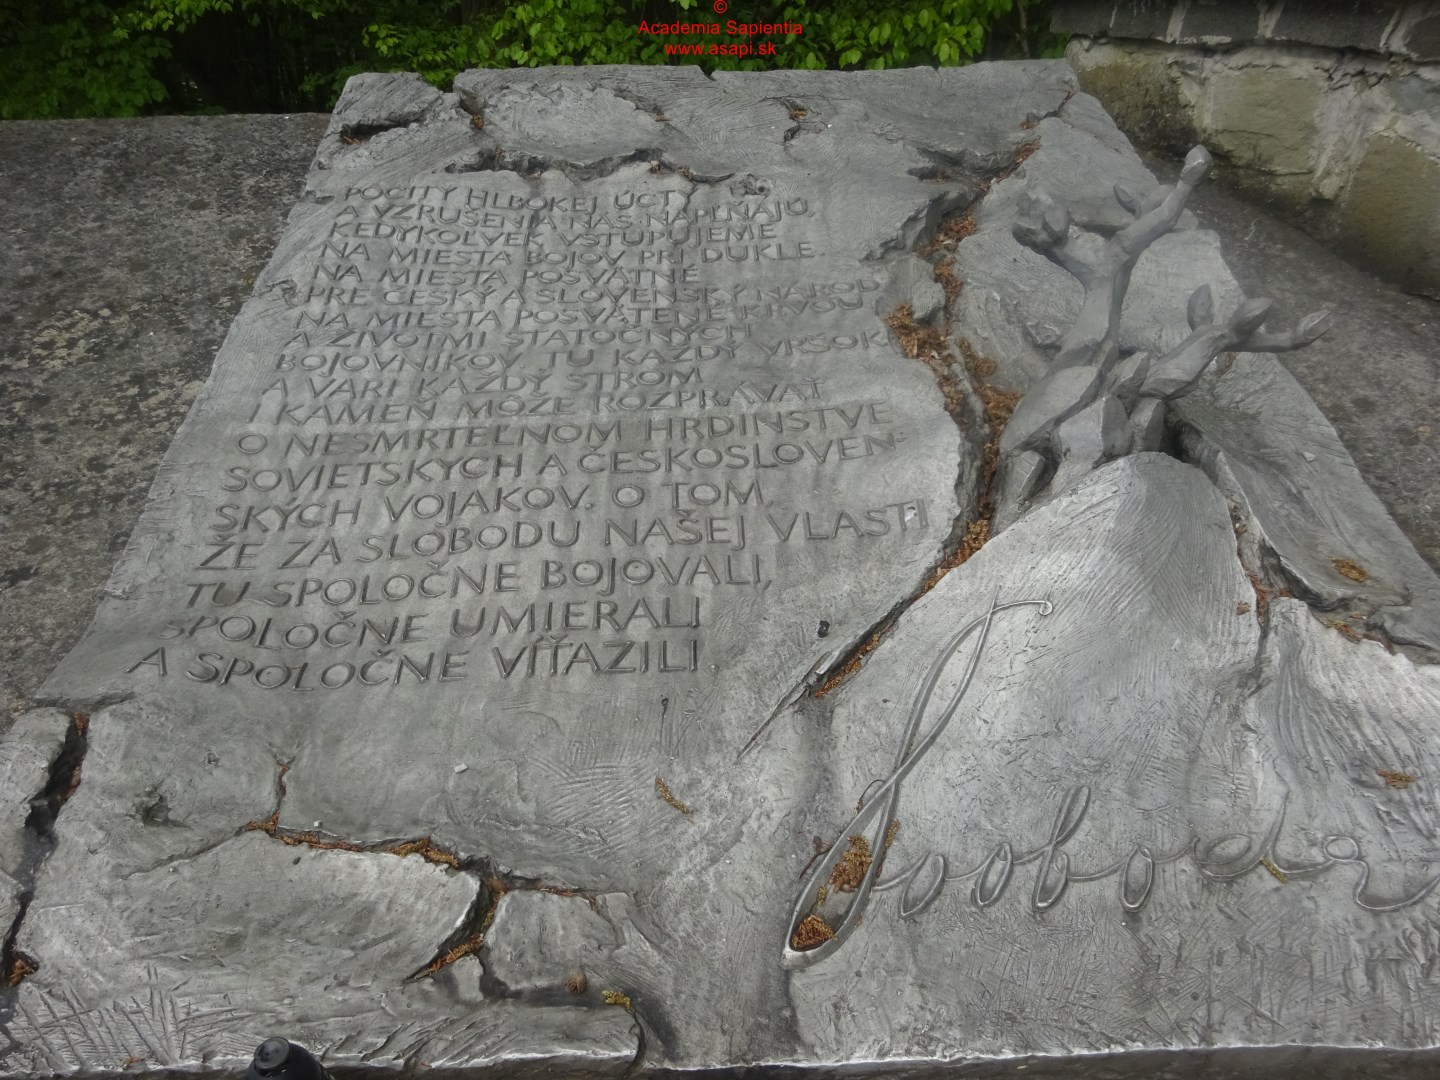 ©
Academia Sapientia
www.asapi.sk
POCITY HLBOKEJ ÚCTY
A VZRUŠENIA NÁS NAPĹŇAJÚ,
KEDYKOĽVEK VSTUPUJEME
NA MIESTA BOJOV PRI DUKLE.
NA MIESTA POSVÄTNÉ
PRE ČESKÝ A SLOVENSKÝ NÁROD,
NA MIESTA POSVÄTENÉ KRVOU
A ŽIVOTMI STATOČNÝCH
BOJOVNÍKOV. TU KAŽDÝ VŔŠOK
A VARI KAŽDÝ STROM
I KAMEŇ MÔŽE ROZPRÁVAŤ
O NESMRTEĽNOM HRDINSTVE
SOVIETSKYCH A ČESKOSLOVEN-
SKÝCH VOJAKOV. O TOM,
ŽE ZA SLOBODU NAŠEJ VLASTI
TU SPOLOČNE BOJOVALI,
SPOLOČNE UMIERALI
A SPOLOČNE VÍŤAZILI.
Svoboda